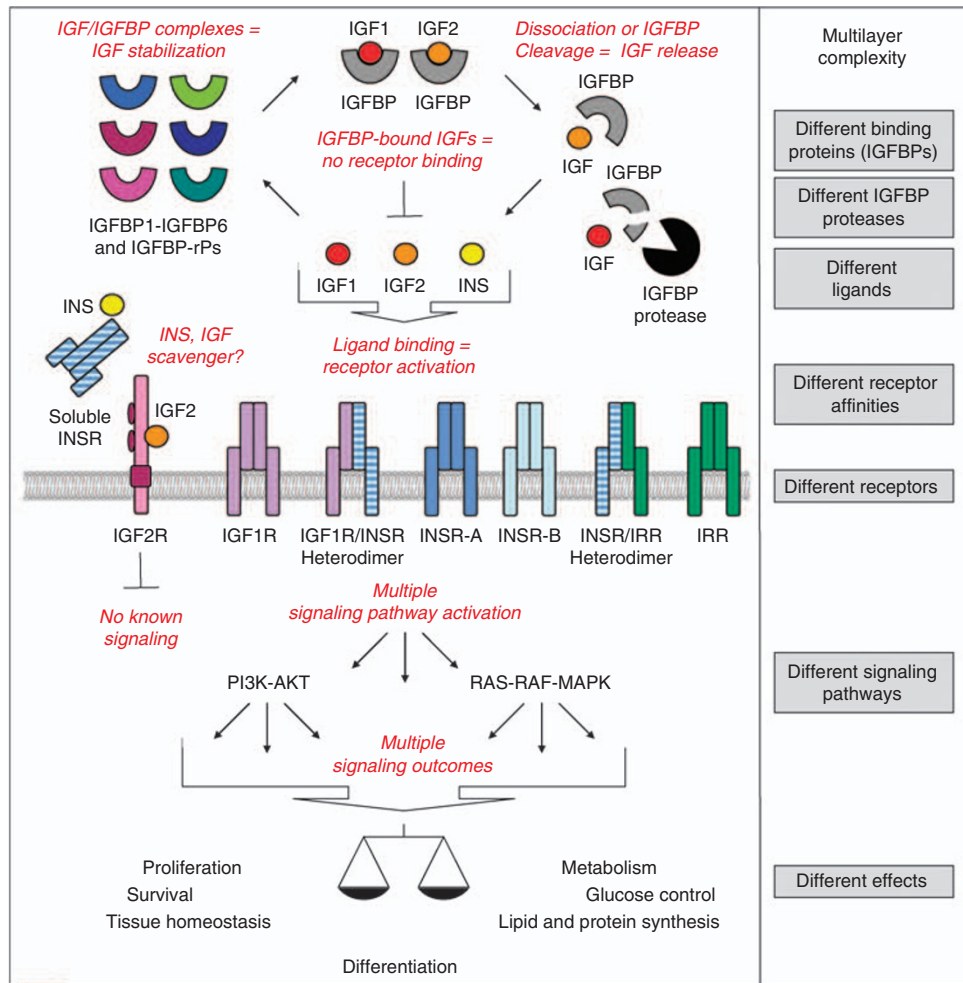 IGF/IGFBP complexes =
IGF stabilization
IGF1
IGF2
IGFBP
IGFBP
Dissociation or IGFBP
Cleavage = IGF release
IGFBP
IGF
IGFBP-bound IGFs =
no receptor binding
IGFBP
IGF
IGFBP
protease
IGFBP1-IGFBP6
and IGFBP-rPs
IGF1
IGF2
INS
INS
INS, IGF
scavenger?
Ligand binding =
receptor activation
Soluble
INSR
IGF2
IGF2R
IGF1R
IGF1R/INSR
Heterodimer
INSR-A
INSR-B
INSR/IRR
Heterodimer
IRR
No known
signaling
Multiple
signaling pathway activation
PI3K-AKT
RAS-RAF-MAPK
Multiple
signaling outcomes
Proliferation
Survival
Tissue homeostasis
Metabolism
Glucose control
Lipid and protein synthesis
Differentiation
Multilayer
complexity
Different binding
proteins (IGFBPs)
Different IGFBP
proteases
Different
ligands
Different receptor
affinities
Different receptors
Different signaling
pathways
Different effects